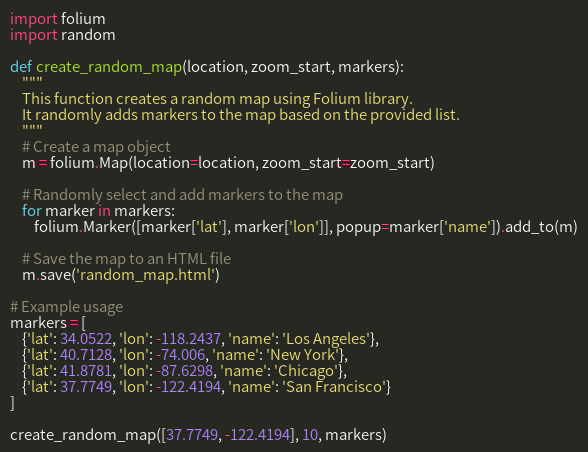 import folium
import random

def create_random_map(location, zoom_start, markers):
    """
    This function creates a random map using Folium library.
    It randomly adds markers to the map based on the provided list.
    """
    # Create a map object
    m = folium.Map(location=location, zoom_start=zoom_start)

    # Randomly select and add markers to the map
    for marker in markers:
        folium.Marker([marker['lat'], marker['lon']], popup=marker['name']).add_to(m)

    # Save the map to an HTML file
    m.save('random_map.html')

# Example usage
markers = [
    {'lat': 34.0522, 'lon': -118.2437, 'name': 'Los Angeles'},
    {'lat': 40.7128, 'lon': -74.006, 'name': 'New York'},
    {'lat': 41.8781, 'lon': -87.6298, 'name': 'Chicago'},
    {'lat': 37.7749, 'lon': -122.4194, 'name': 'San Francisco'}
]

create_random_map([37.7749, -122.4194], 10, markers)